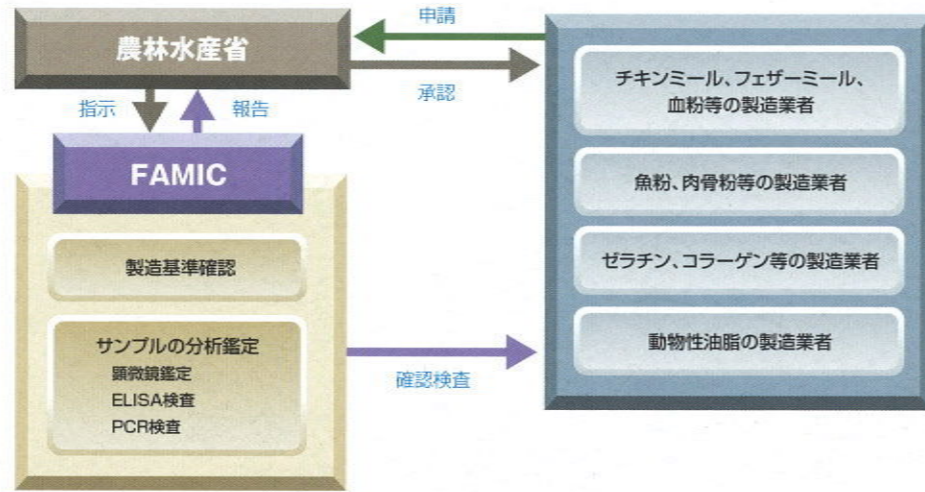 農林水産省
申請
承認
指示
報告
FAMIC
製造基準確認
サンプルの分析鑑定
顕微鏡鑑定
ELISA検査
PCR検査
確認検査
チキンミール、フェザーミール、
血粉等の製造業者
魚粉、肉骨粉等の製造業者
ゼラチン、コラーゲン等の製造業者
動物性油脂の製造業者